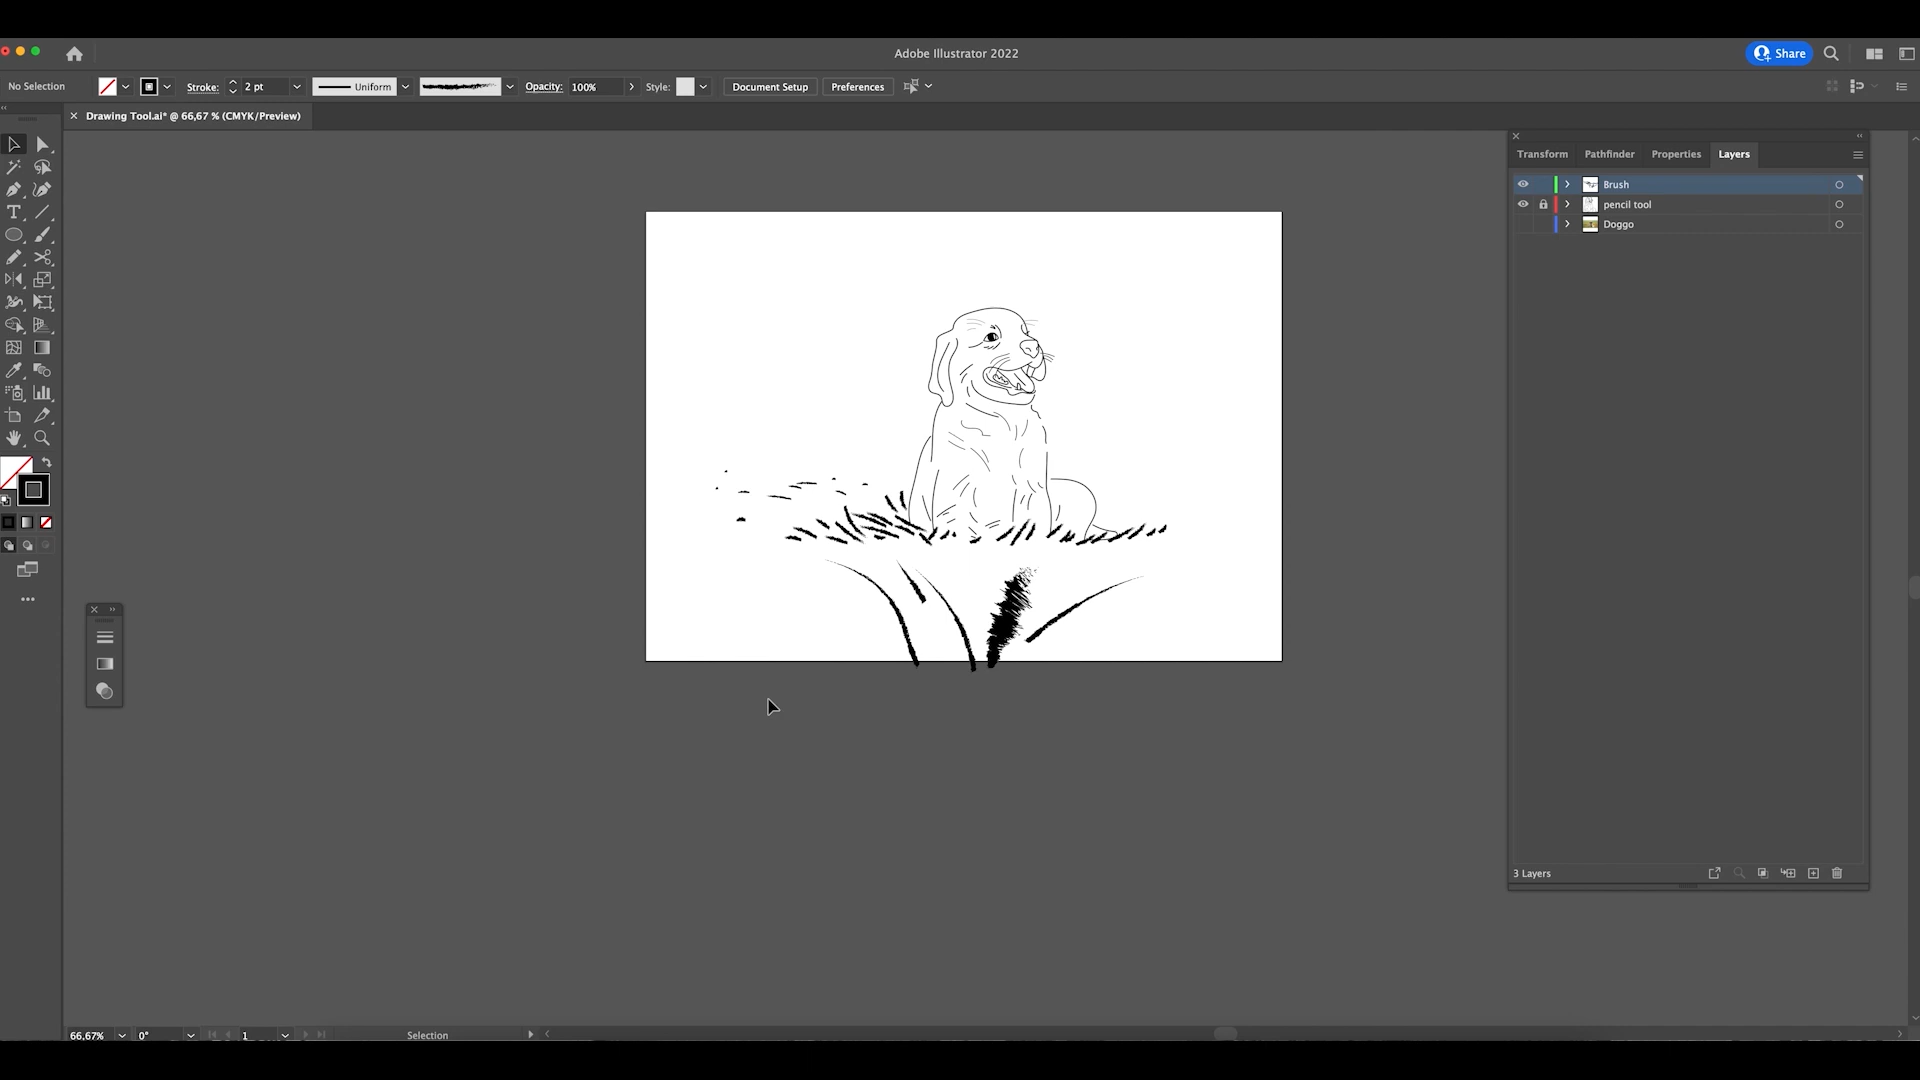 Adobe Illustrator 2022
Share
No Selection
Stroke:
2 pt
Uniform
Opacity:
100%
Style:
Document Setup
Preferences
Drawing Tool.ai* @ 66,67 % (CMYK/Preview)
Transform
Pathfinder
Properties
Layers
Brush
pencil tool
Doggo
3 Layers
66,67%
0°
1
Selection